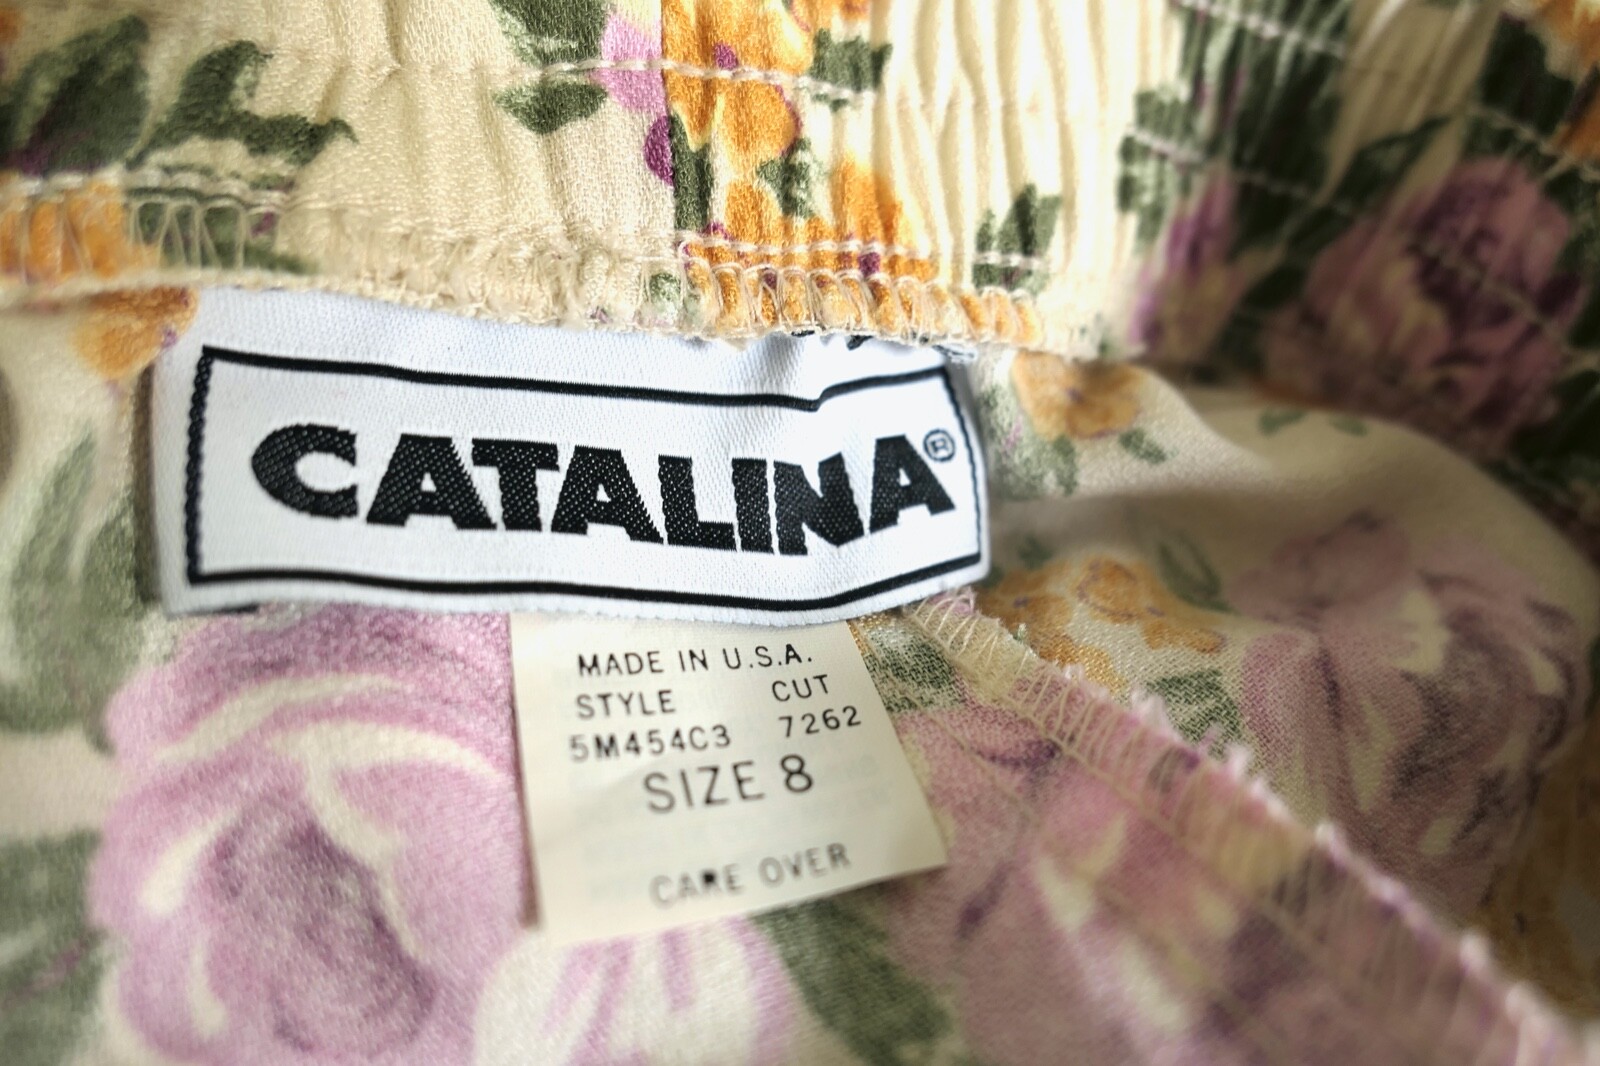 CATALINA®
MADE IN U.S.A.
STYLE CUT
5M454C3 7262
SIZE 8
CARE OVER